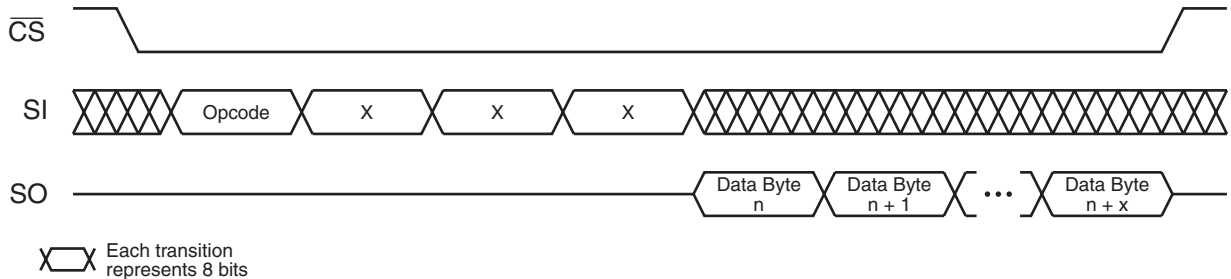 CS
SI
Opcode X X X
SO
Data Byte n
Data Byte n + 1
•••
Data Byte n + x
Each transition
represents 8 bits